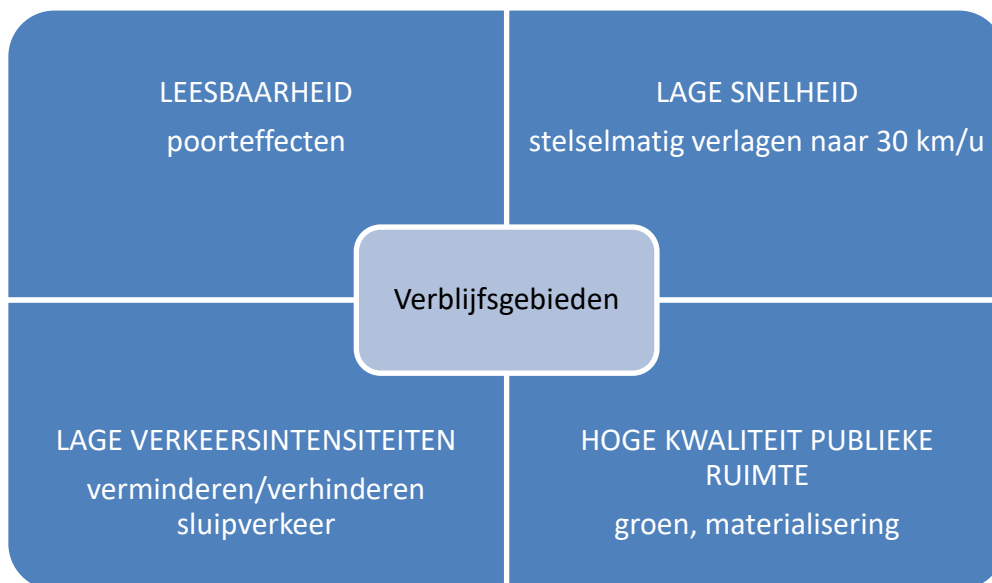 LEESBAARHEID
poorteffecten
LAGE SNELHEID
stelselmatig verlagen naar 30 km/u
Verblijfsgebieden
LAGE VERKEERSINTENSITEITEN
verminderen/verhinderen
sluipverkeer
HOGE KWALITEIT PUBLIEKE
RUIMTE
groen, materialisering